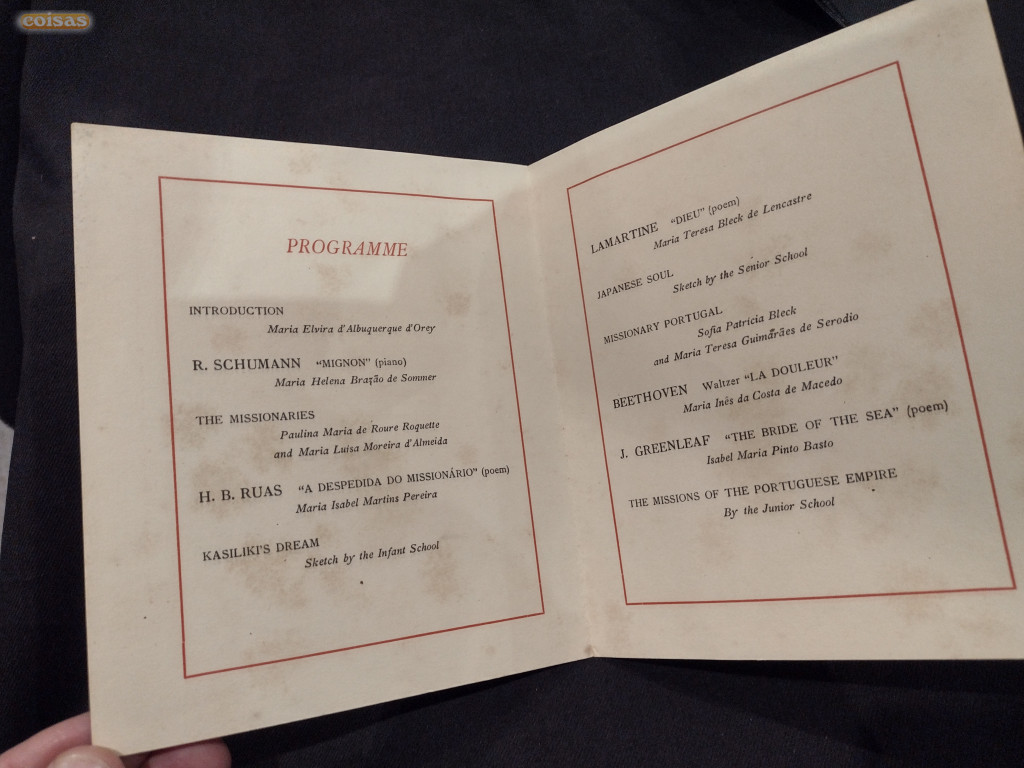 coisas
PROGRAMME
INTRODUCTION
Maria Elvira d'Albuquerque d'Orey
R. SCHUMANN "MIGNON" (piano)
Maria Helena Brazão de Sommer
THE MISSIONARIES
Paulina Maria de Roure Roquette
and Maria Luisa Moreira d'Almeida
H. B. RUAS "A DESPEDIDA DO MISSIONÁRIO" (poem)
Maria Isabel Martins Pereira
KASILIKI'S DREAM
Sketch by the Infant School
LAMARTINE "DIEU" (poem)
Maria Teresa Bleck de Lencastre
JAPANESE SOUL
Sketch by the Senior School
MISSIONARY PORTUGAL
Sofia Patricia Bleck
and Maria Teresa Guimarães de Serodio
BEETHOVEN Waltzer "LA DOULEUR"
Maria Inês da Costa de Macedo
J. GREENLEAF "THE BRIDE OF THE SEA" (poem)
Isabel Maria Pinto Basto
THE MISSIONS OF THE PORTUGUESE EMPIRE
By the Junior School